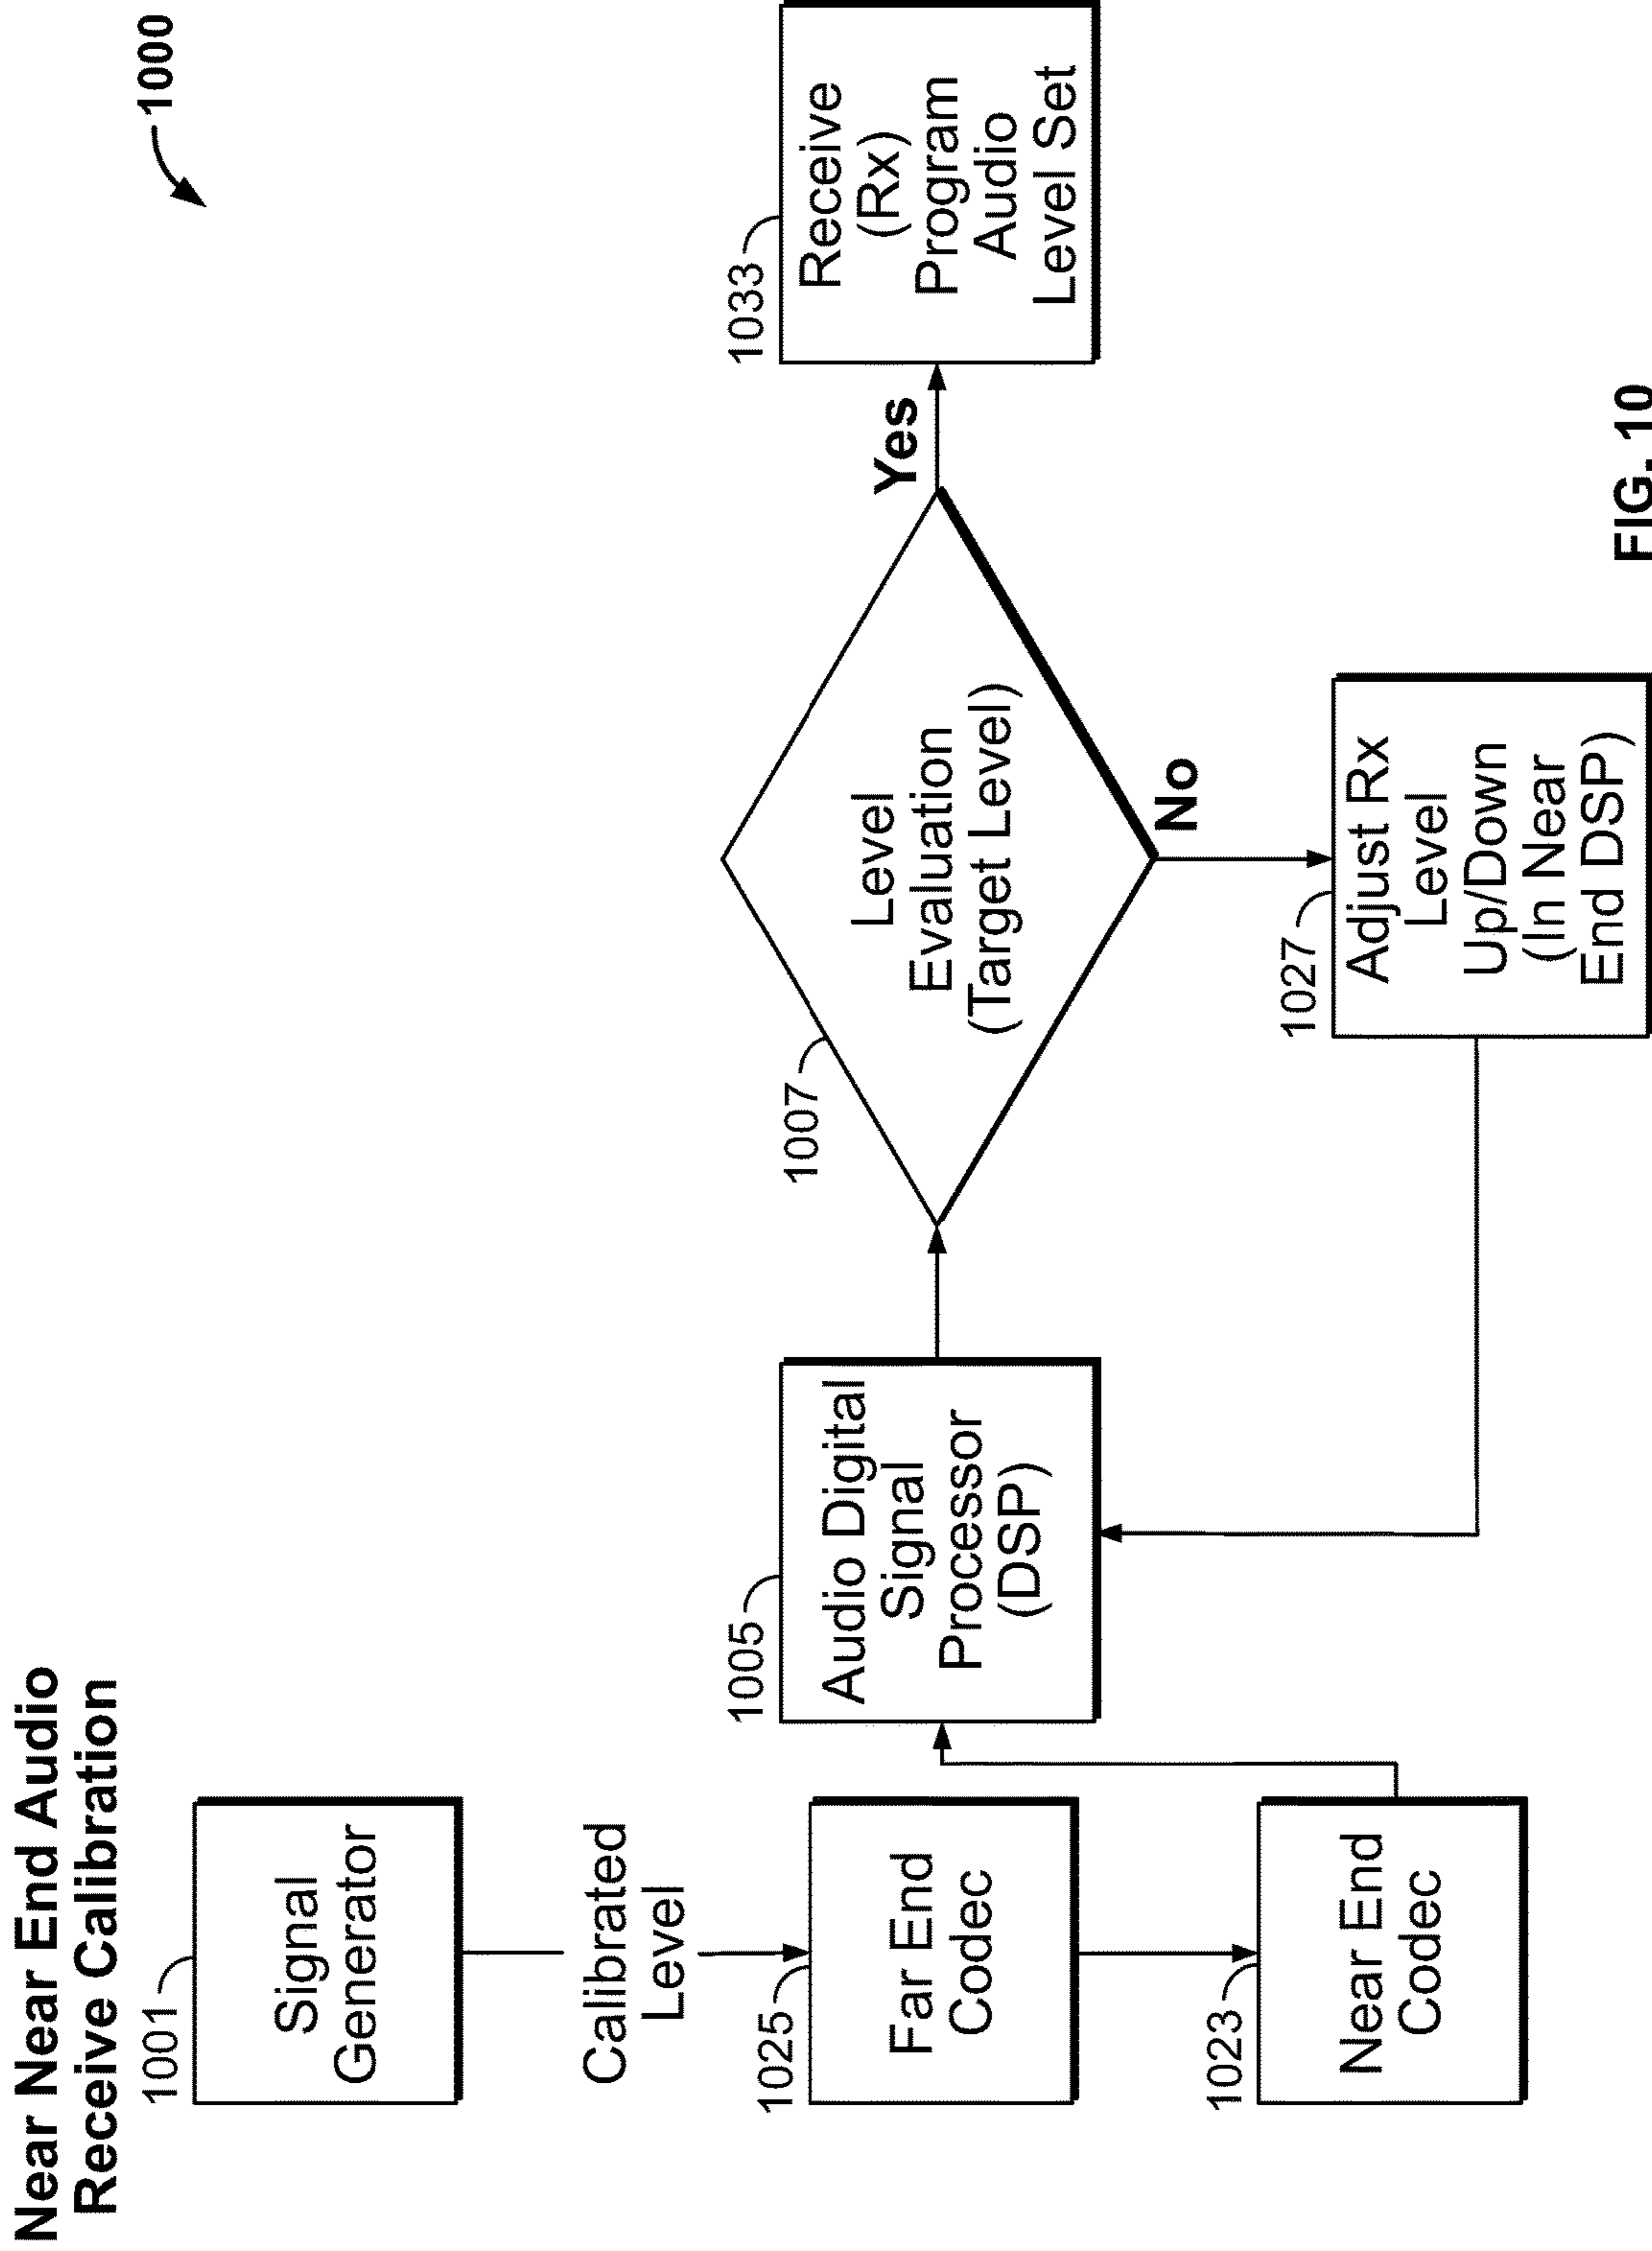 Near Near End Audio
Receive Calibration
1000
1001
Signal
Generator
Calibrated
Level
1025
Far End
Codec
1023
Near End
Codec
1005
Audio Digital
Signal
Processor
(DSP)
1007
Level
Evaluation
(Target Level)
Yes
No
1033
Receive
(Rx)
Program
Audio
Level Set
1027
Adjust Rx
Level
Up/Down
(In Near
End DSP)
FIG. 10